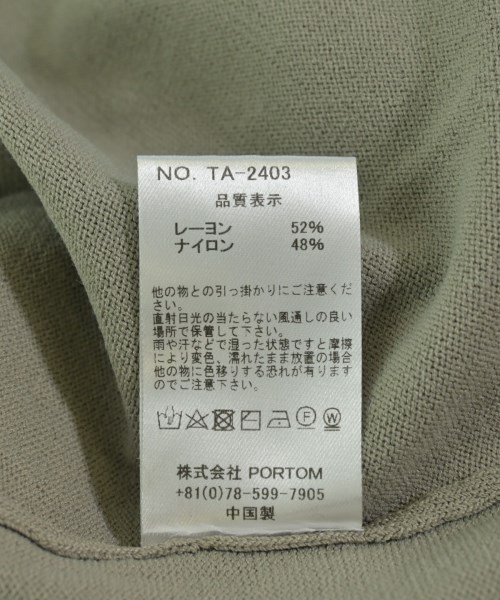 NO. TA-2403
品質表示
レーヨン 52%
ナイロン 48%
他の物との引っ掛かりにご注意くだ
さい。
直射日光の当たらない風通しの良い
場所で保管して下さい。
雨や汗などで湿った状態ですと摩擦
により変色、濡れたまま放置の場合
他の物に色移りする恐れが有ります
のでご注意ください。
F W
株式会社 PORTOM
+81(0)78-599-7905
中国製